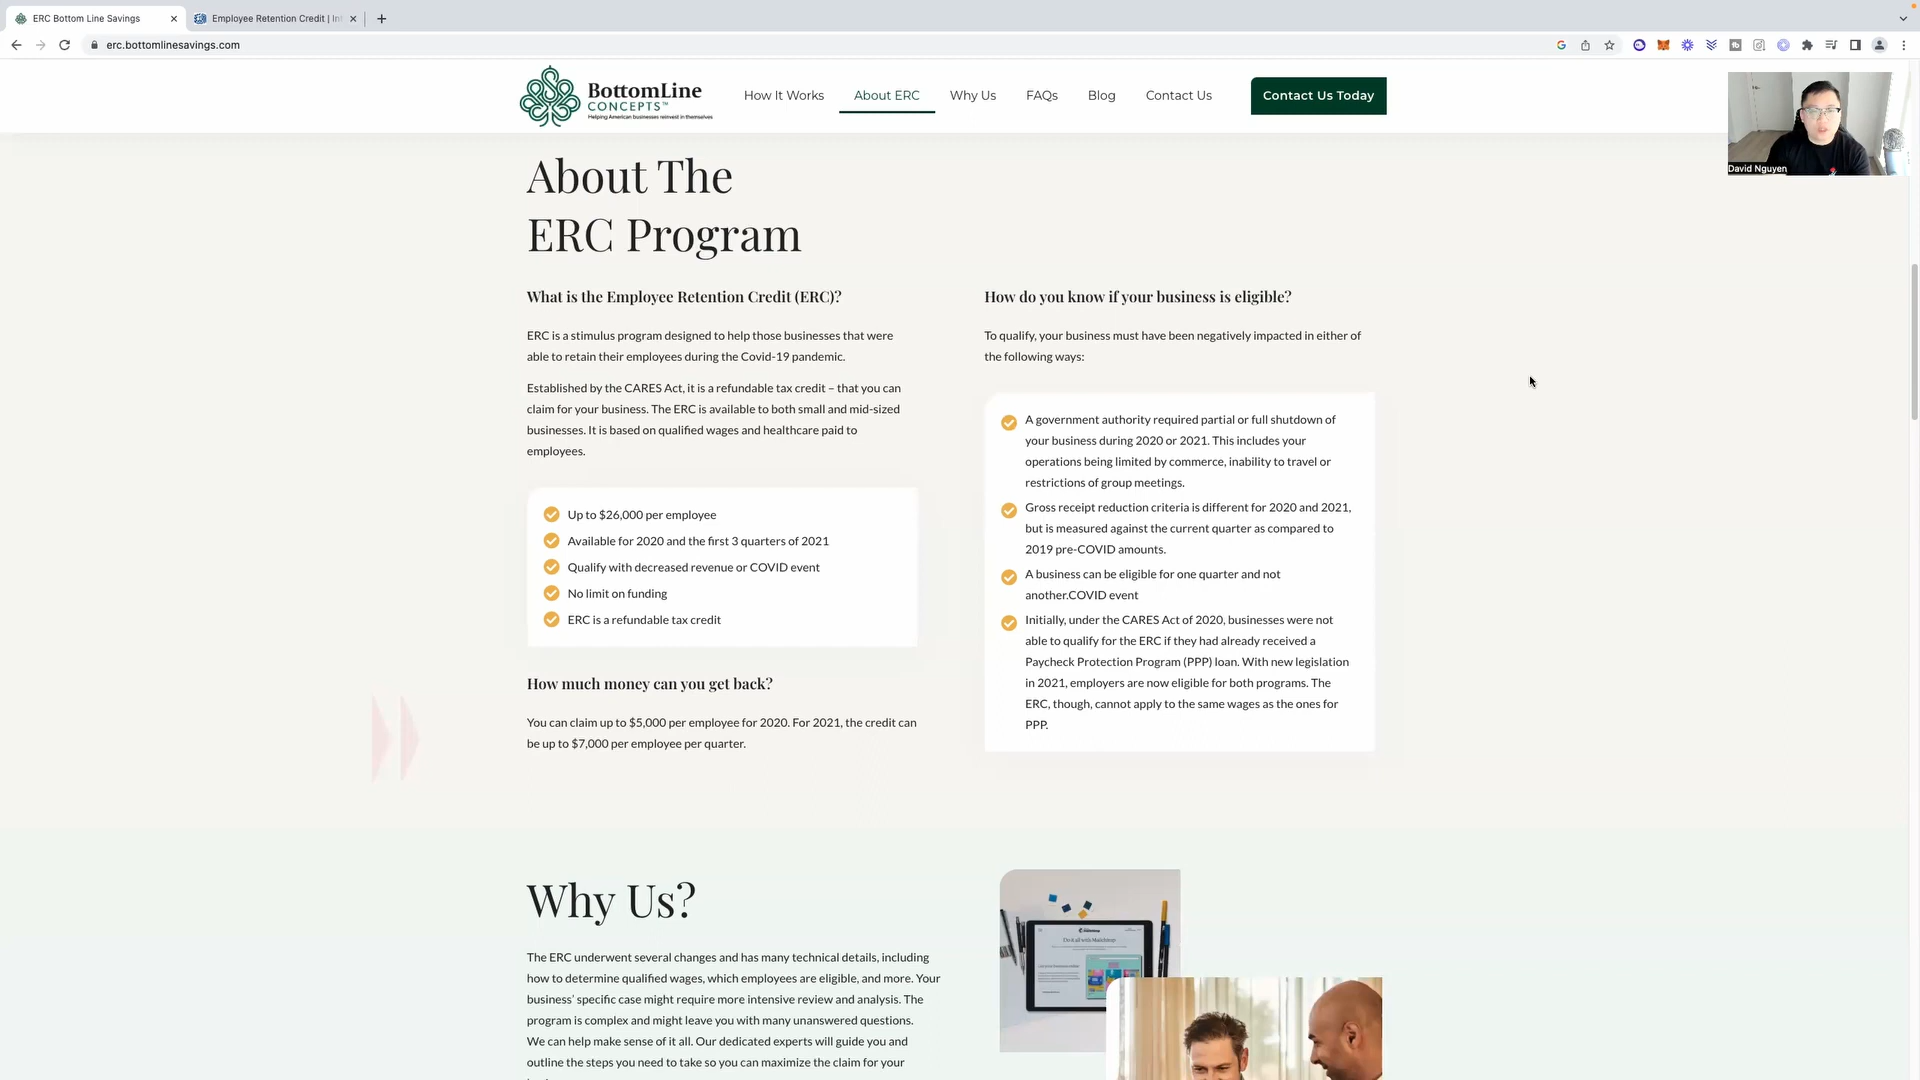 ERC Bottom Line Savings
Employee Retention Credit | Int
erc.bottomlinesavings.com
BottomLine
CONCEPTS™
Helping American businesses reinvest in themselves
How It Works
About ERC
Why Us
FAQs
Blog
Contact Us
Contact Us Today
David Nguyen
About The
ERC Program
What is the Employee Retention Credit (ERC)?
ERC is a stimulus program designed to help those businesses that were
able to retain their employees during the Covid-19 pandemic.
Established by the CARES Act, it is a refundable tax credit – that you can
claim for your business. The ERC is available to both small and mid-sized
businesses. It is based on qualified wages and healthcare paid to
employees.
Up to $26,000 per employee
Available for 2020 and the first 3 quarters of 2021
Qualify with decreased revenue or COVID event
No limit on funding
ERC is a refundable tax credit
How much money can you get back?
You can claim up to $5,000 per employee for 2020. For 2021, the credit can
be up to $7,000 per employee per quarter.
How do you know if your business is eligible?
To qualify, your business must have been negatively impacted in either of
the following ways:
A government authority required partial or full shutdown of
your business during 2020 or 2021. This includes your
operations being limited by commerce, inability to travel or
restrictions of group meetings.
Gross receipt reduction criteria is different for 2020 and 2021,
but is measured against the current quarter as compared to
2019 pre-COVID amounts.
A business can be eligible for one quarter and not
another.COVID event
Initially, under the CARES Act of 2020, businesses were not
able to qualify for the ERC if they had already received a
Paycheck Protection Program (PPP) loan. With new legislation
in 2021, employers are now eligible for both programs. The
ERC, though, cannot apply to the same wages as the ones for
PPP.
Why Us?
The ERC underwent several changes and has many technical details, including
how to determine qualified wages, which employees are eligible, and more. Your
business' specific case might require more intensive review and analysis. The
program is complex and might leave you with many unanswered questions.
We can help make sense of it all. Our dedicated experts will guide you and
outline the steps you need to take so you can maximize the claim for your